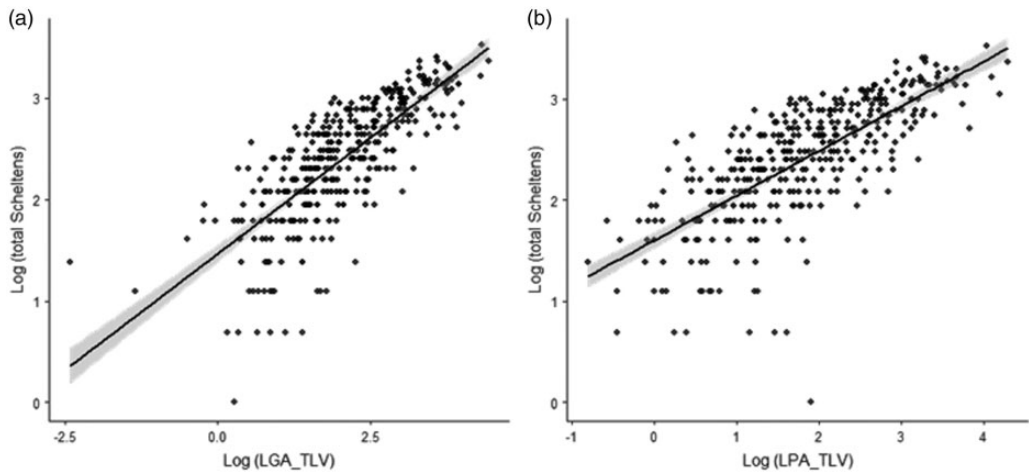 (a)
Log (total Scheltens)
3
2
1
0
-2.5
0.0
2.5
Log (LGA_TLV)
(b)
Log (total Scheltens)
3
2
1
0
-1
0
1
2
3
4
Log (LPA_TLV)